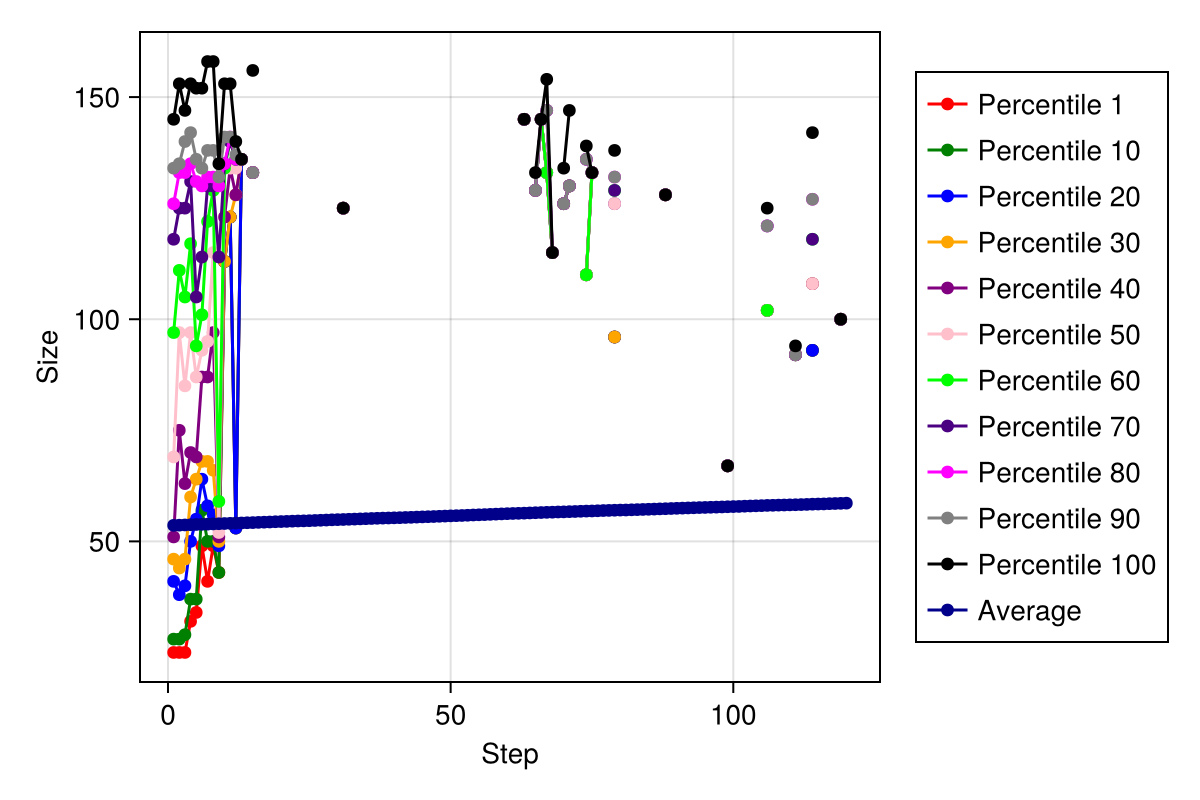 150
100
50
Size
0
50
100
Step
Percentile 1
Percentile 10
Percentile 20
Percentile 30
Percentile 40
Percentile 50
Percentile 60
Percentile 70
Percentile 80
Percentile 90
Percentile 100
Average